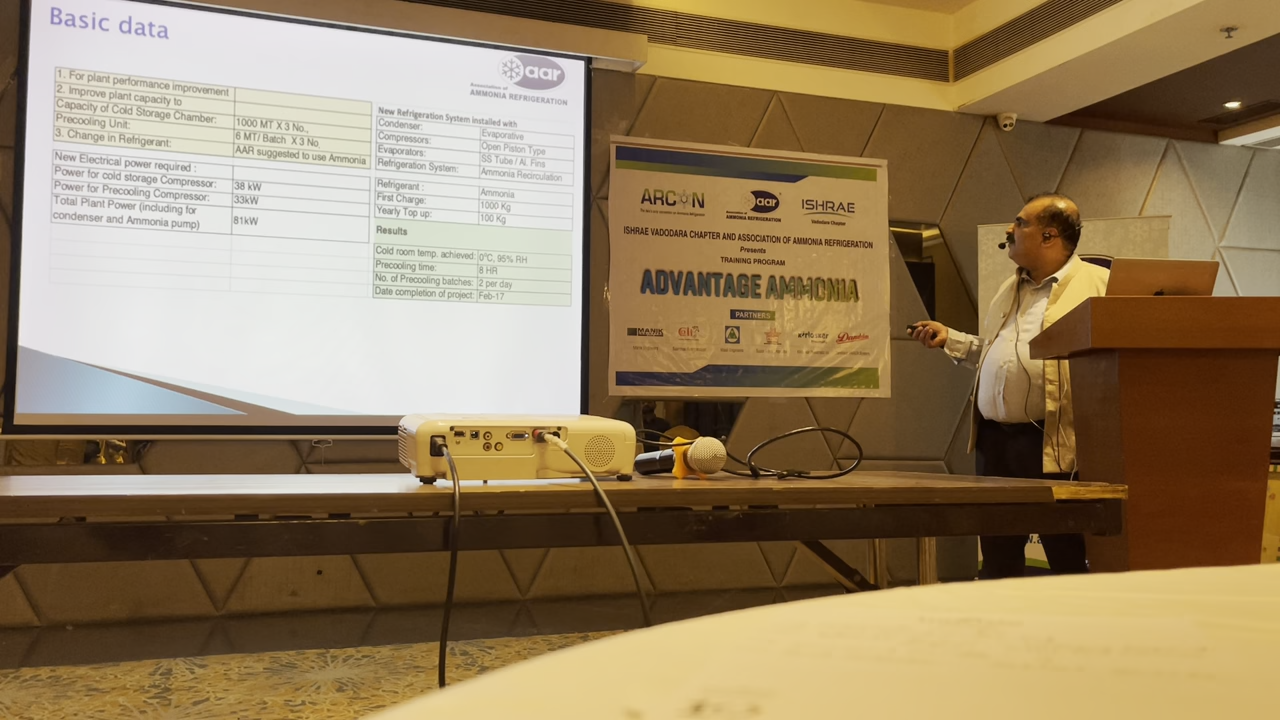 Basic data
aar
Association of
AMMONIA REFRIGERATION
1. For plant performance improvement
2. Improve plant capacity to
Capacity of Cold Storage Chamber: 1000 MT X 3 No.,
Precooling Unit: 6 MT/ Batch X 3 No
3. Change in Refrigerant: AAR suggested to use Ammonia
New Electrical power required :
Power for cold storage Compressor: 38 kW
Power for Precooling Compressor: 33kW
Total Plant Power (including for condenser and Ammonia pump) 81kW
New Refrigeration System installed with
Condenser: Evaporative
Compressors: Open Piston Type
Evaporators: SS Tube / Al. Fins
Refrigeration System: Ammonia Recirculation
Refrigerant : Ammonia
First Charge: 1000 Kg
Yearly Top up: 100 Kg
Results
Cold room temp. achieved: 0⁰C, 95% RH
Precooling time: 8 HR
No. of Precooling batches: 2 per day
Date completion of project: Feb-17
ARCON
aar
Association of
AMMONIA REFRIGERATION
ISHRAE
Vadodara Chapter
ISHRAE VADODARA CHAPTER AND ASSOCIATION OF AMMONIA REFRIGERATION
Presents
TRAINING PROGRAM
ADVANTAGE AMMONIA
PARTNERS
MANIK